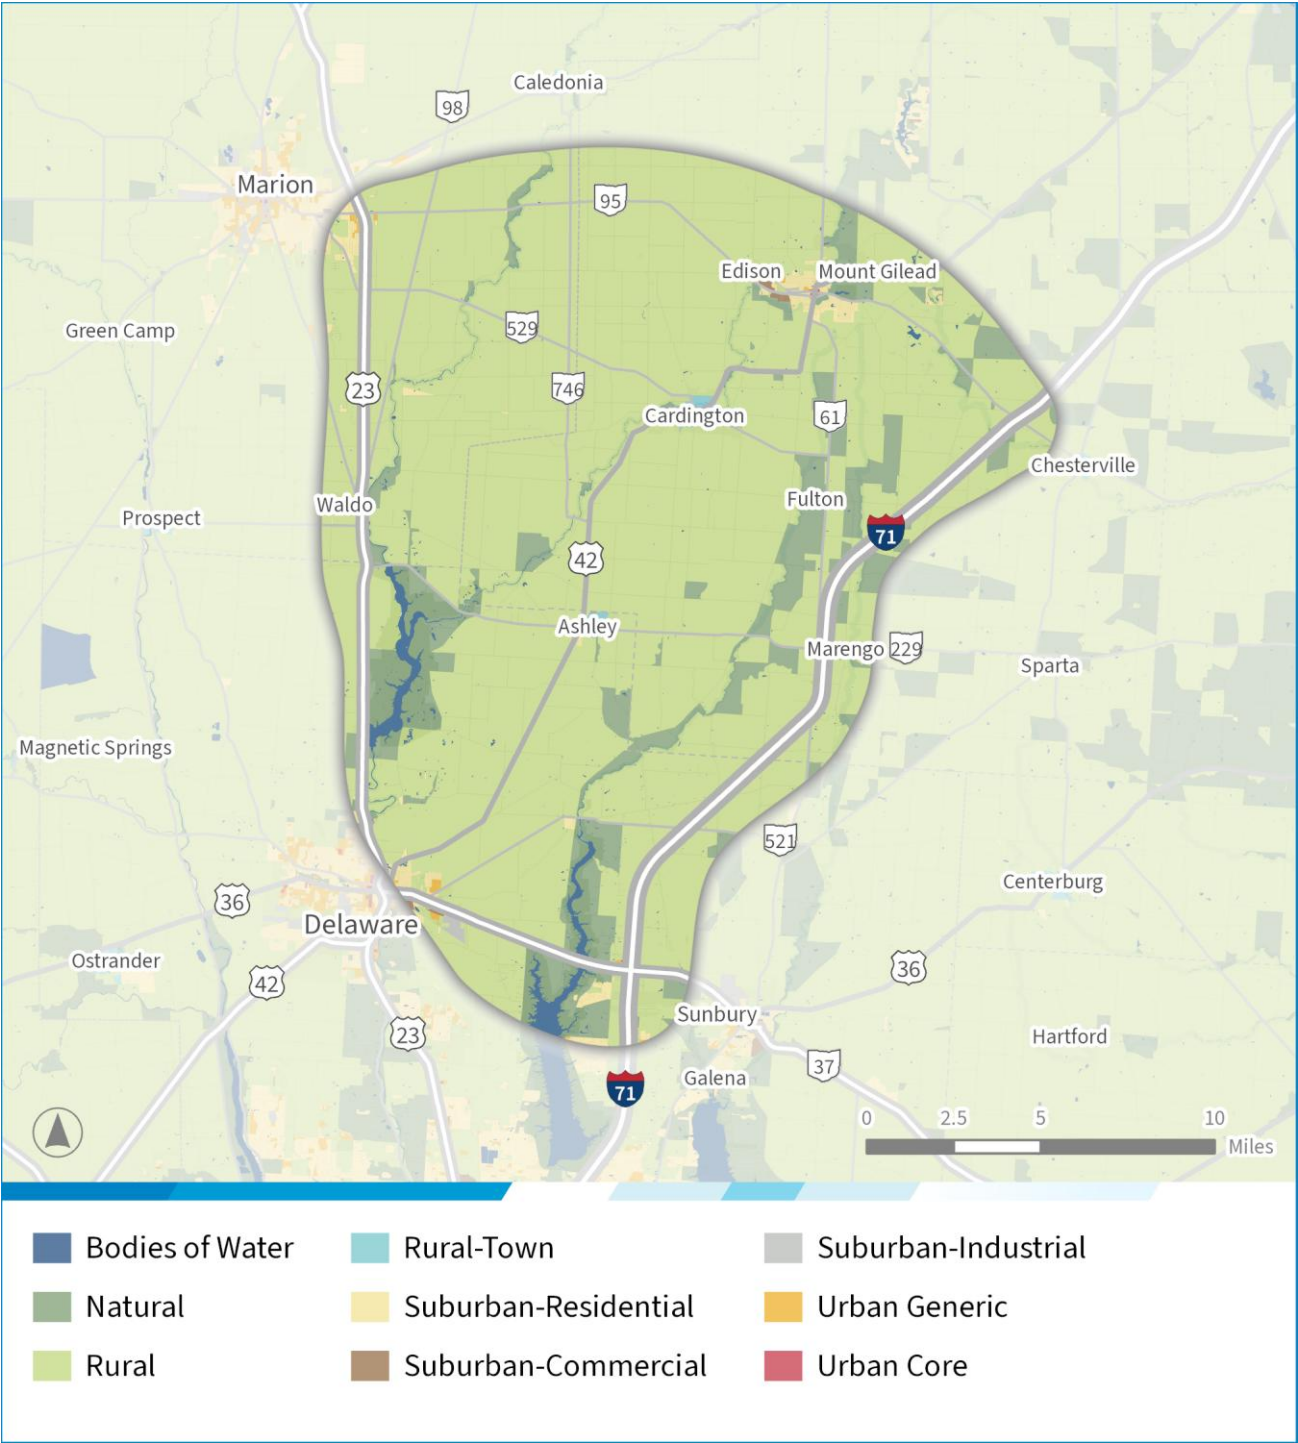 Caledonia
98
Marion
95
Edison
Mount Gilead
Green Camp
529
23
746
Cardington
61
Chesterville
Waldo
Fulton
Prospect
71
42
Ashley
Marengo
229
Sparta
Magnetic Springs
521
Centerburg
36
Delaware
Ostrander
42
36
Sunbury
23
Hartford
37
Galena
71
0 2.5 5 10
Miles
Bodies of Water
Rural-Town
Suburban-Industrial
Natural
Suburban-Residential
Urban Generic
Rural
Suburban-Commercial
Urban Core